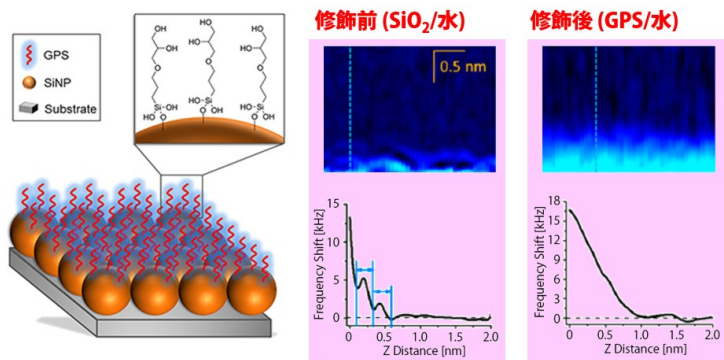 GPS
SiNP
Substrate
HO
OH
HO
OH
HO
OH
O
O
O
Si
OH
OH
HO
Si
OH
O
HO
Si
OH
O
修飾前 (SiO₂/水)
0.5 nm
Frequency Shift [kHz]
15
10
5
0
0
0.5
1.0
1.5
2.0
Z Distance [nm]
修飾後 (GPS/水)
Frequency Shift [kHz]
18
15
12
9
6
3
0
0
0.5
1.0
1.5
2.0
Z Distance [nm]